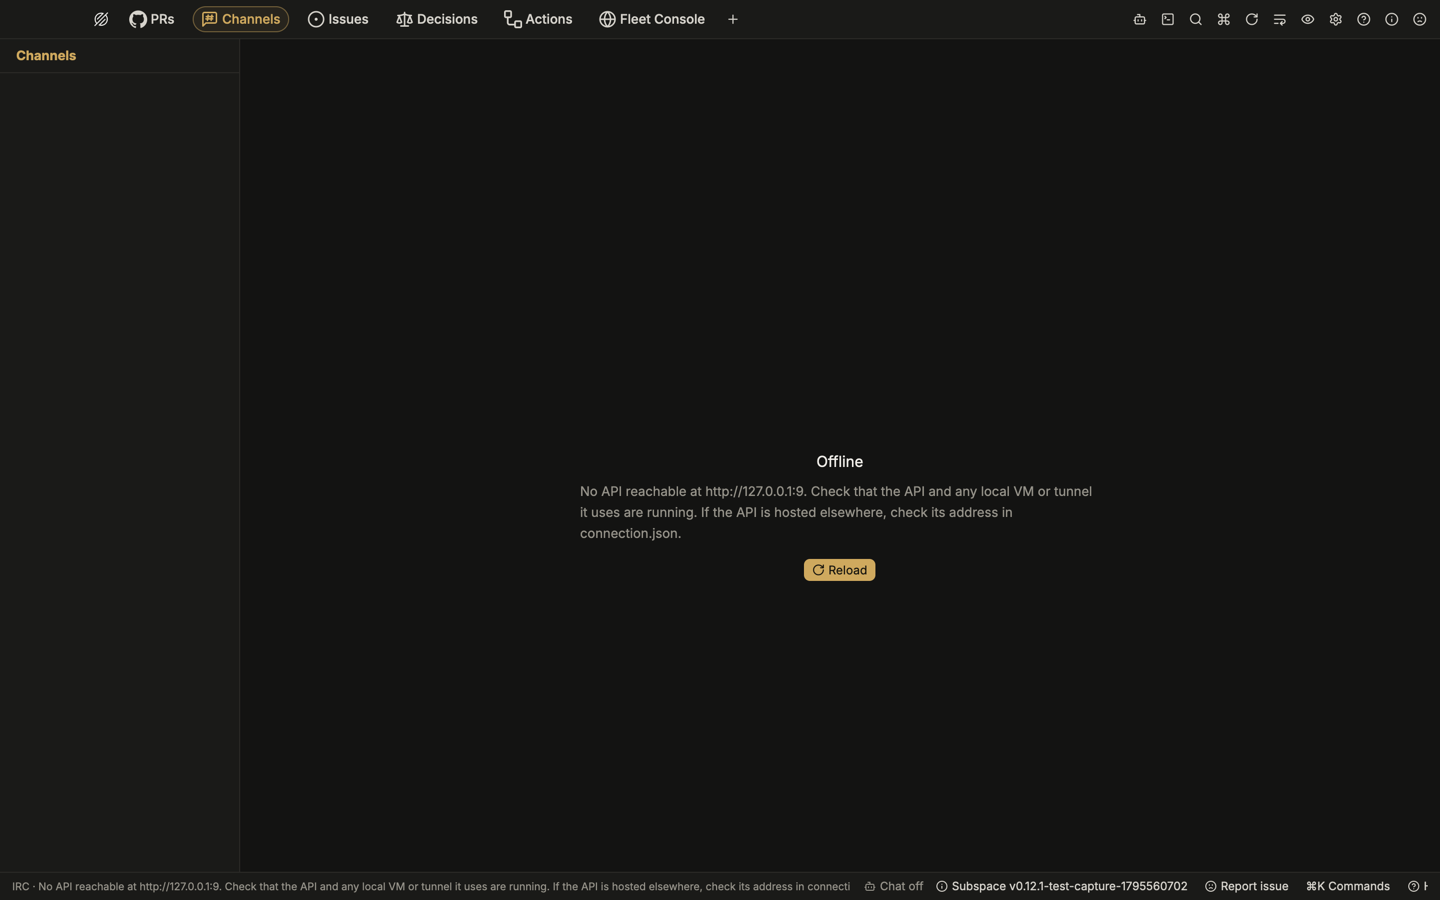 PRs
Channels
Issues
Decisions
Actions
Fleet Console
Channels
Offline
No API reachable at http://127.0.0.1:9. Check that the API and any local VM or tunnel
it uses are running. If the API is hosted elsewhere, check its address in
connection.json.
Reload
IRC · No API reachable at http://127.0.0.1:9. Check that the API and any local VM or tunnel it uses are running. If the API is hosted elsewhere, check its address in connecti
Chat off
Subspace v0.12.1-test-capture-1795560702
Report issue
⌘K Commands